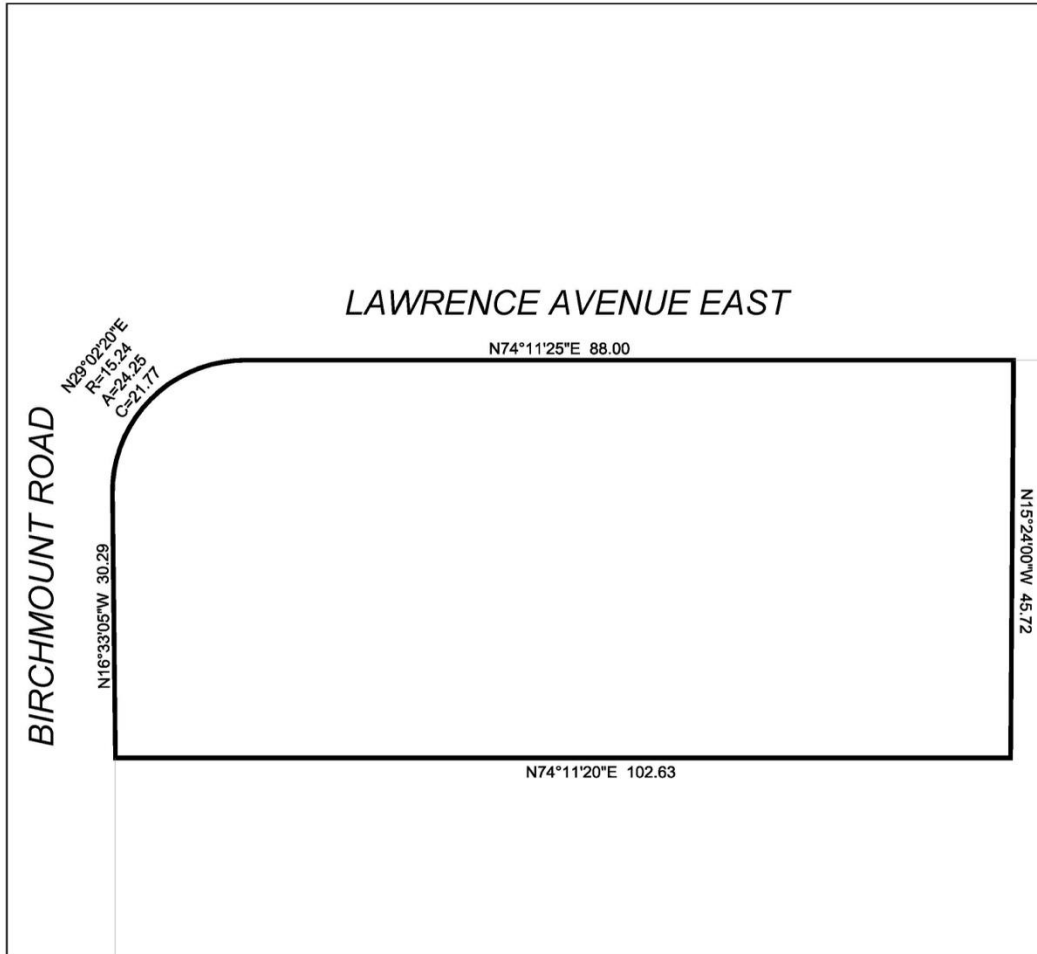 LAWRENCE AVENUE EAST
N74°11'25"E 88.00
N29°02'20"E
R=15.24
A=24.25
C=21.77
BIRCHMOUNT ROAD
N16°33'05"W 30.29
N15°24'00"W 45.72
N74°11'20"E 102.63